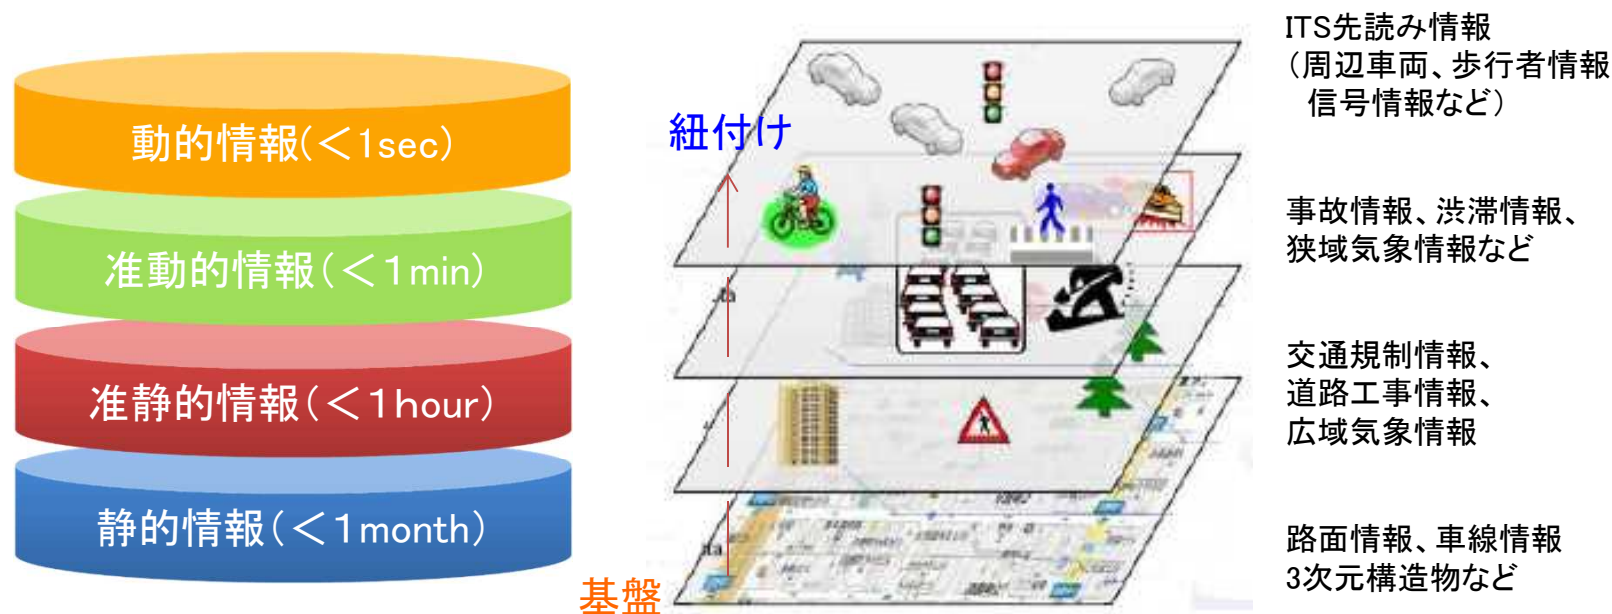 動的情報(＜1sec)
准動的情報(＜1min)
准静的情報(＜1hour)
静的情報(＜1month)
紐付け
基盤
ITS先読み情報
(周辺車両、歩行者情報
信号情報など)
事故情報、渋滞情報、
狭域気象情報など
交通規制情報、
道路工事情報、
広域気象情報
路面情報、車線情報
3次元構造物など